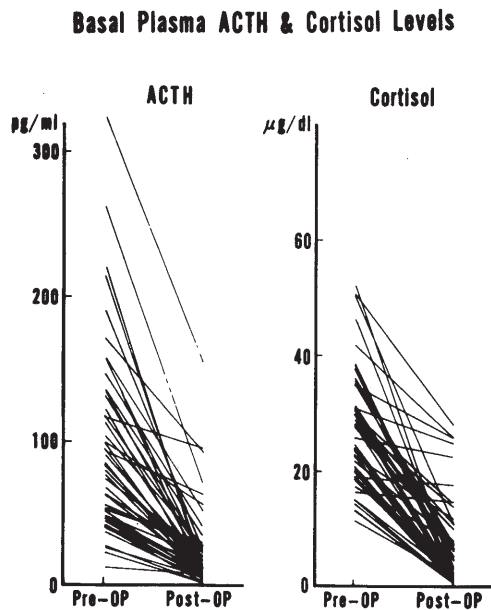 Basal Plasma ACTH & Cortisol Levels
ACTH
pg/ml
300
200
100
0
Pre-OP Post-OP
Cortisol
µg/dl
60
40
20
0
Pre-OP Post-OP